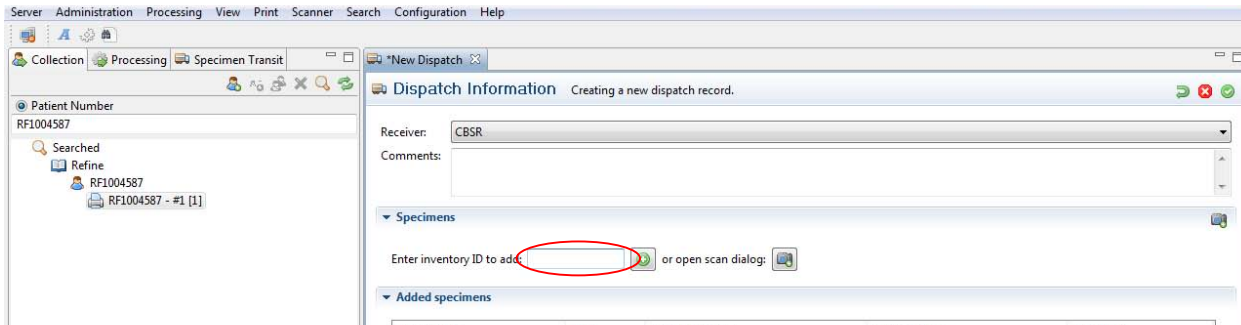 Server Administration Processing View Print Scanner Search Configuration Help
Collection Processing Specimen Transit
*New Dispatch
Dispatch Information Creating a new dispatch record.
Patient Number
RF1004587
Searched
Refine
RF1004587
RF1004587 - #1 [1]
Receiver: CBSR
Comments:
Specimens
Enter inventory ID to add: or open scan dialog:
Added specimens